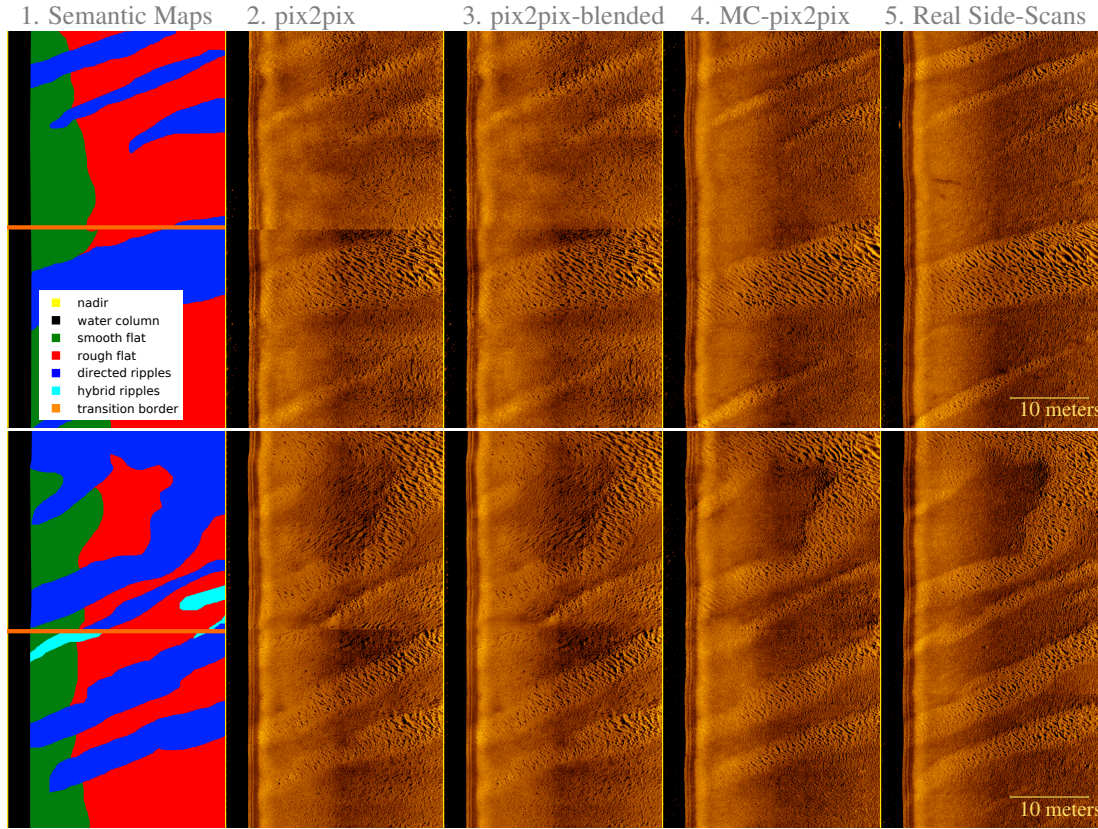 1. Semantic Maps
2. pix2pix
3. pix2pix-blended
4. MC-pix2pix
5. Real Side-Scans
nadir
water column
smooth flat
rough flat
directed ripples
hybrid ripples
transition border
10 meters
10 meters